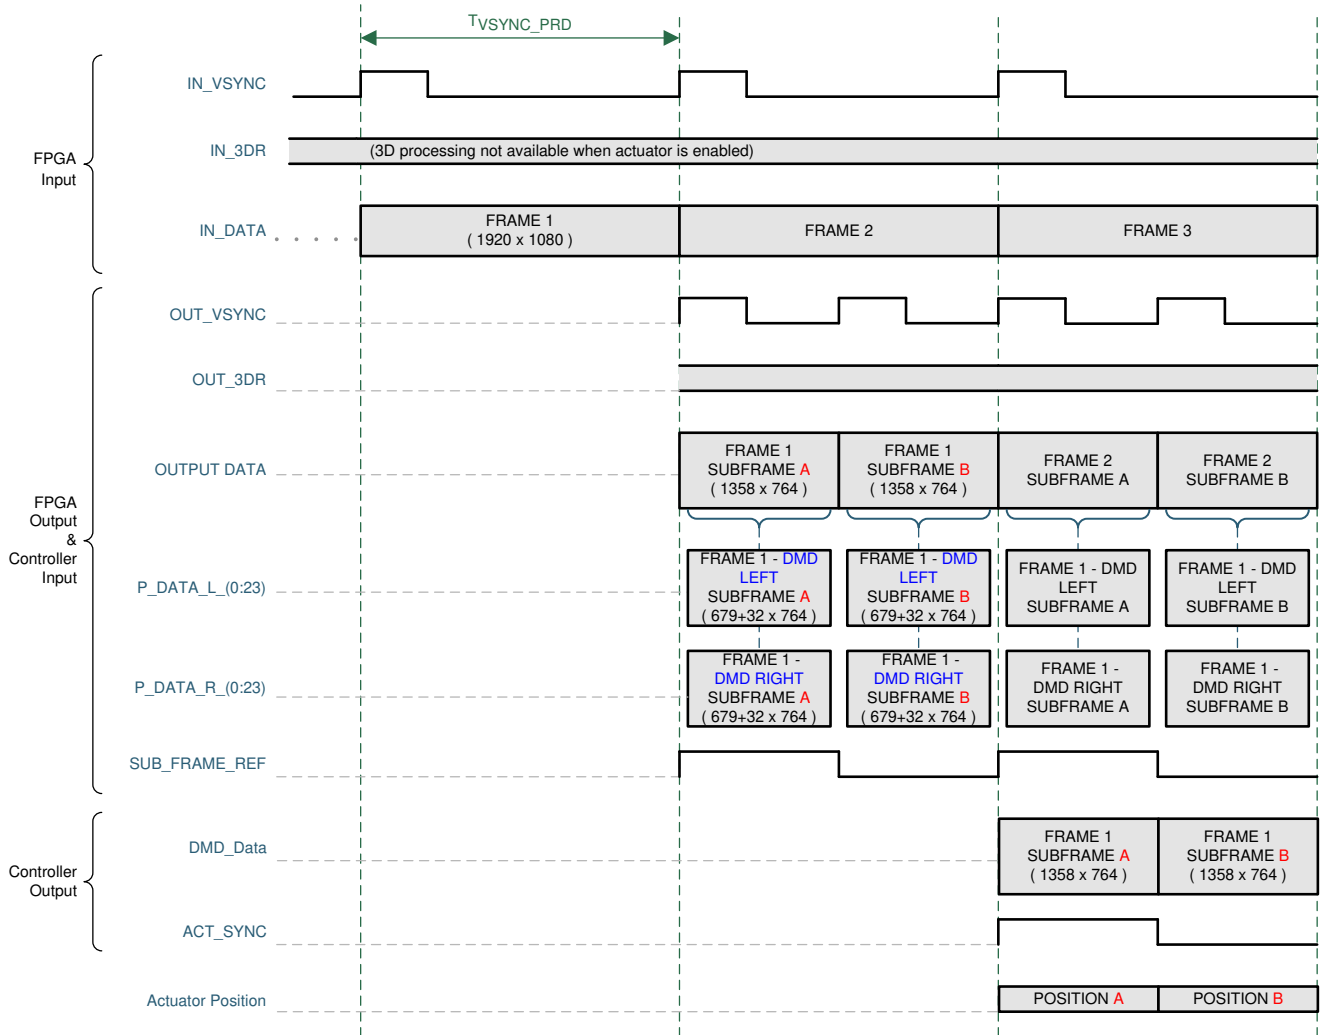 TVSYNC_PRD
IN_VSYNC
FPGA
Input
IN_3DR
(3D processing not available when actuator is enabled)
IN_DATA
FRAME 1
( 1920 x 1080 )
FRAME 2
FRAME 3
OUT_VSYNC
OUT_3DR
FPGA
Output
&
Controller
Input
OUTPUT DATA
FRAME 1
SUBFRAME A
( 1358 x 764 )
FRAME 1
SUBFRAME B
( 1358 x 764 )
FRAME 2
SUBFRAME A
FRAME 2
SUBFRAME B
P_DATA_L_(0:23)
FRAME 1 - DMD
LEFT
SUBFRAME A
( 679+32 x 764 )
FRAME 1 - DMD
LEFT
SUBFRAME B
( 679+32 x 764 )
FRAME 1 - DMD
LEFT
SUBFRAME A
FRAME 1 - DMD
LEFT
SUBFRAME B
P_DATA_R_(0:23)
FRAME 1 -
DMD RIGHT
SUBFRAME A
( 679+32 x 764 )
FRAME 1 -
DMD RIGHT
SUBFRAME B
( 679+32 x 764 )
FRAME 1 -
DMD RIGHT
SUBFRAME A
FRAME 1 -
DMD RIGHT
SUBFRAME B
SUB_FRAME_REF
Controller
Output
DMD_Data
FRAME 1
SUBFRAME A
( 1358 x 764 )
FRAME 1
SUBFRAME B
( 1358 x 764 )
ACT_SYNC
Actuator Position
POSITION A
POSITION B